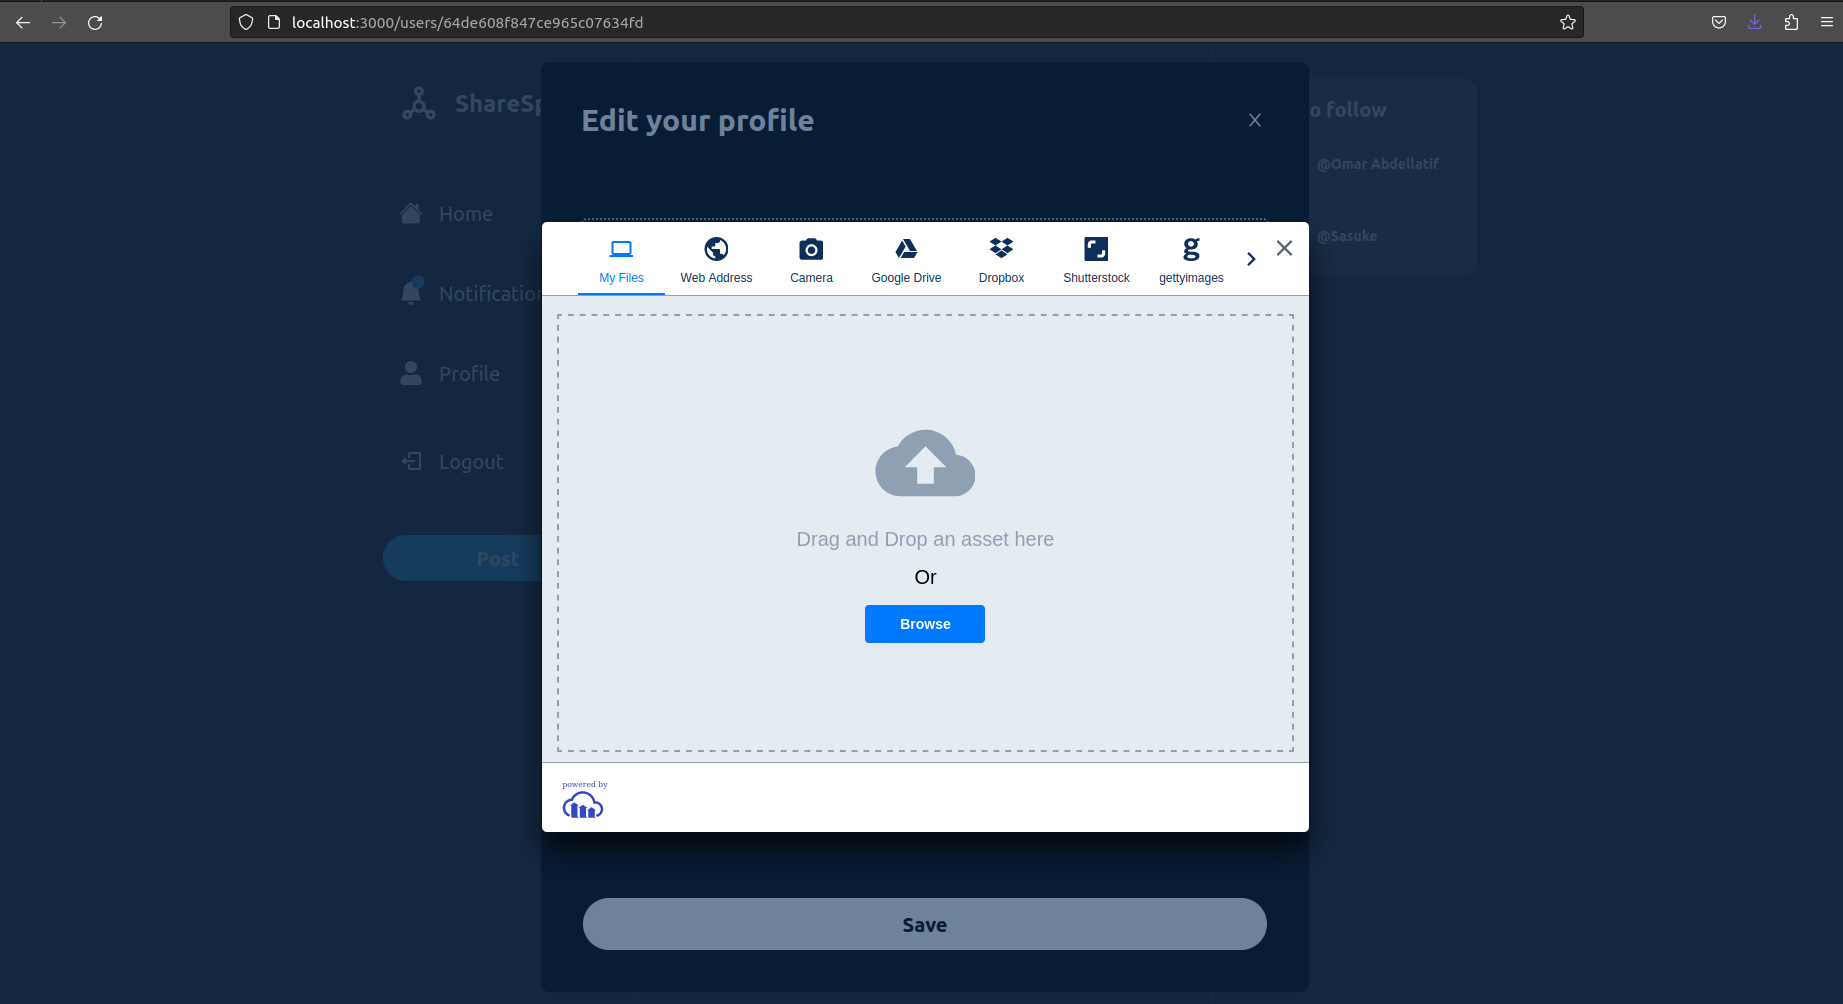 localhost:3000/users/64de608f847ce965c07634fd
ShareSp
Home
Notification
Profile
Logout
Post
Edit your profile
My Files
Web Address
Camera
Google Drive
Dropbox
Shutterstock
gettyimages
Drag and Drop an asset here
Or
Browse
powered by
Save
o follow
@Omar Abdellatif
@Sasuke